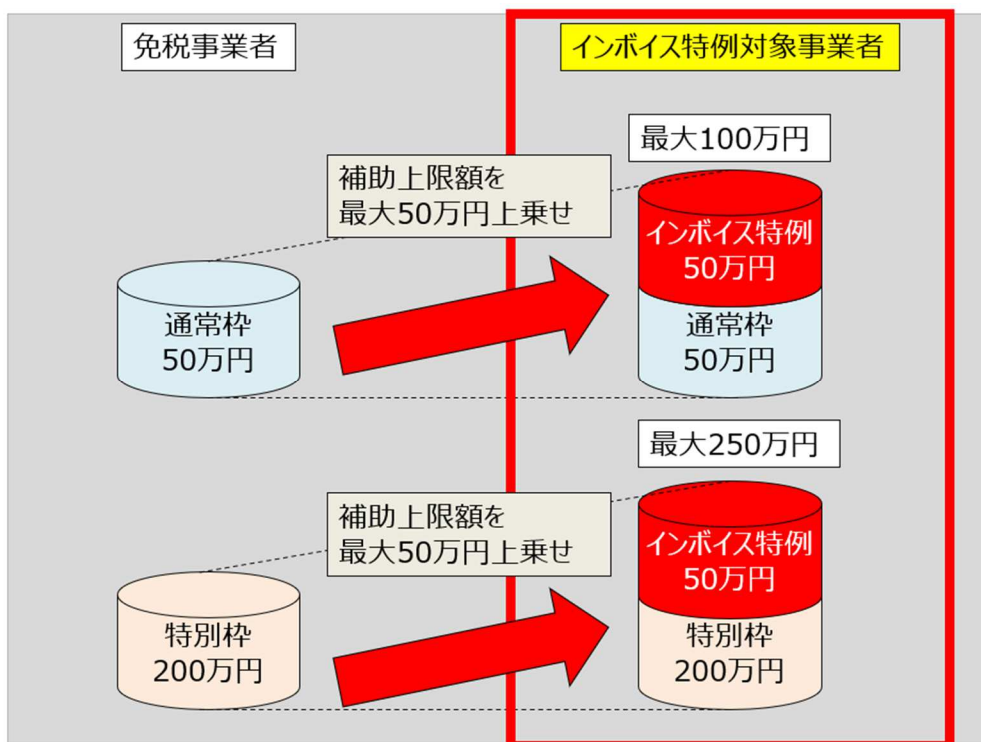 免税事業者
インボイス特例対象事業者
最大100万円
補助上限額を
最大50万円上乗せ
インボイス特例
50万円
通常枠
50万円
通常枠
50万円
最大250万円
補助上限額を
最大50万円上乗せ
インボイス特例
50万円
特別枠
200万円
特別枠
200万円